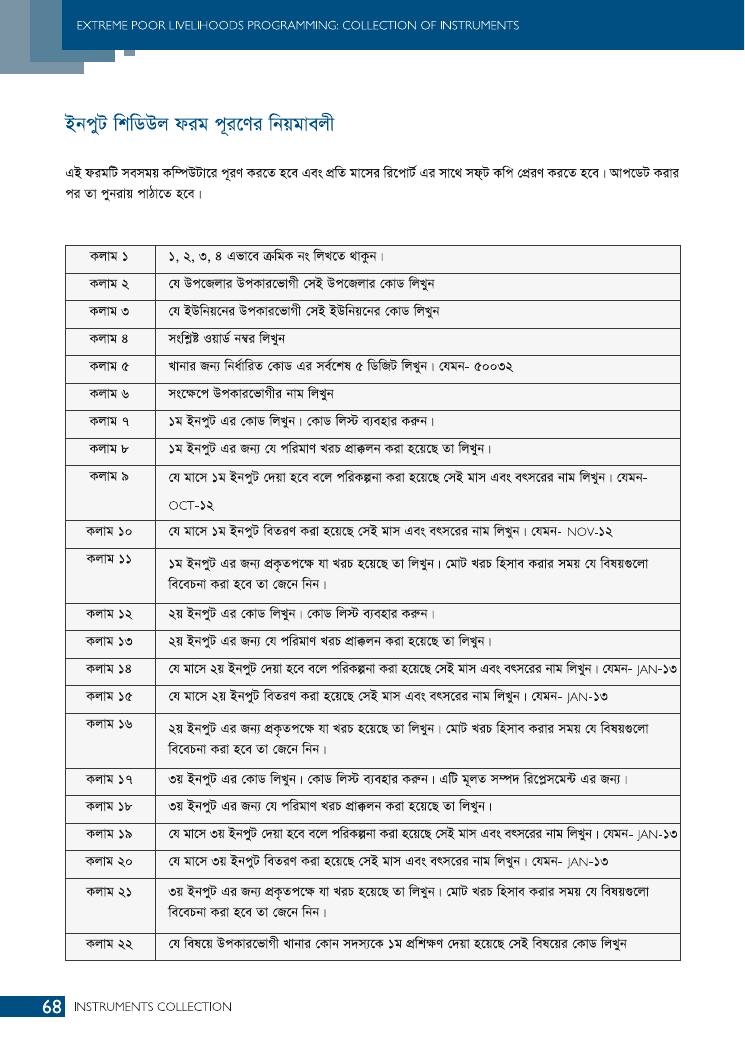 EXTREME POOR LIVELIHOODS PROGRAMMING: COLLECTION OF INSTRUMENTS
ইনপুট শিডিউল ফরম পূরণের নিয়মাবলী
এই ফরমটি সবসময় কম্পিউটারে পূরণ করতে হবে এবং প্রতি মাসের রিপোর্ট এর সাথে সফ্ট কপি প্রেরণ করতে হবে। আপডেট করার
পর তা পুনরায় পাঠাতে হবে।
কলাম ১ ১, ২, ৩, ৪ এভাবে ক্রমিক নং লিখতে থাকুন।
কলাম ২ যে উপজেলার উপকারভোগী সেই উপজেলার কোড লিখুন
কলাম ৩ যে ইউনিয়নের উপকারভোগী সেই ইউনিয়নের কোড লিখুন
কলাম ৪ সংশ্লিষ্ট ওয়ার্ড নম্বর লিখুন
কলাম ৫ খানার জন্য নির্ধারিত কোড এর সর্বশেষ ৫ ডিজিট লিখুন। যেমন- ৫০০৩২
কলাম ৬ সংক্ষেপে উপকারভোগীর নাম লিখুন
কলাম ৭ ১ম ইনপুট এর কোড লিখুন। কোড লিস্ট ব্যবহার করুন।
কলাম ৮ ১ম ইনপুট এর জন্য যে পরিমাণ খরচ প্রাক্কলন করা হয়েছে তা লিখুন।
কলাম ৯ যে মাসে ১ম ইনপুট দেয়া হবে বলে পরিকল্পনা করা হয়েছে সেই মাস এবং বৎসরের নাম লিখুন। যেমন-
OCT-১২
কলাম ১০ যে মাসে ১ম ইনপুট বিতরণ করা হয়েছে সেই মাস এবং বৎসরের নাম লিখুন। যেমন- NOV-১২
কলাম ১১ ১ম ইনপুট এর জন্য প্রকৃতপক্ষে যা খরচ হয়েছে তা লিখুন। মোট খরচ হিসাব করার সময় যে বিষয়গুলো
বিবেচনা করা হবে তা জেনে নিন।
কলাম ১২ ২য় ইনপুট এর কোড লিখুন। কোড লিস্ট ব্যবহার করুন।
কলাম ১৩ ২য় ইনপুট এর জন্য যে পরিমাণ খরচ প্রাক্কলন করা হয়েছে তা লিখুন।
কলাম ১৪ যে মাসে ২য় ইনপুট দেয়া হবে বলে পরিকল্পনা করা হয়েছে সেই মাস এবং বৎসরের নাম লিখুন। যেমন- JAN-১৩
কলাম ১৫ যে মাসে ২য় ইনপুট বিতরণ করা হয়েছে সেই মাস এবং বৎসরের নাম লিখুন। যেমন- JAN-১৩
কলাম ১৬ ২য় ইনপুট এর জন্য প্রকৃতপক্ষে যা খরচ হয়েছে তা লিখুন। মোট খরচ হিসাব করার সময় যে বিষয়গুলো
বিবেচনা করা হবে তা জেনে নিন।
কলাম ১৭ ৩য় ইনপুট এর কোড লিখুন। কোড লিস্ট ব্যবহার করুন। এটি মূলত সম্পদ রিপ্লেসমেন্ট এর জন্য।
কলাম ১৮ ৩য় ইনপুট এর জন্য যে পরিমাণ খরচ প্রাক্কলন করা হয়েছে তা লিখুন।
কলাম ১৯ যে মাসে ৩য় ইনপুট দেয়া হবে বলে পরিকল্পনা করা হয়েছে সেই মাস এবং বৎসরের নাম লিখুন। যেমন- JAN-১৩
কলাম ২০ যে মাসে ৩য় ইনপুট বিতরণ করা হয়েছে সেই মাস এবং বৎসরের নাম লিখুন। যেমন- JAN-১৩
কলাম ২১ ৩য় ইনপুট এর জন্য প্রকৃতপক্ষে যা খরচ হয়েছে তা লিখুন। মোট খরচ হিসাব করার সময় যে বিষয়গুলো
বিবেচনা করা হবে তা জেনে নিন।
কলাম ২২ যে বিষয়ে উপকারভোগী খানার কোন সদস্যকে ১ম প্রশিক্ষণ দেয়া হয়েছে সেই বিষয়ের কোড লিখুন
68 INSTRUMENTS COLLECTION